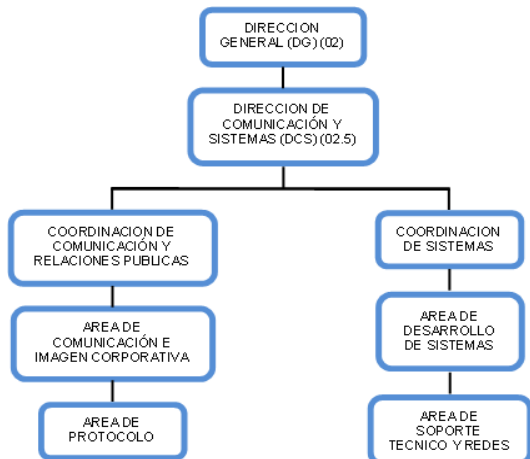 DIRECCION
GENERAL (DG) (02)
DIRECCION DE
COMUNICACIÓN Y
SISTEMAS (DCS) (02.5)
COORDINACION DE
COMUNICACIÓN Y
RELACIONES PUBLICAS
COORDINACION
DE SISTEMAS
AREA DE
COMUNICACIÓN E
IMAGEN CORPORATIVA
AREA DE
DESARROLLO
DE SISTEMAS
AREA DE
PROTOCOLO
AREA DE
SOPORTE
TECNICO Y REDES